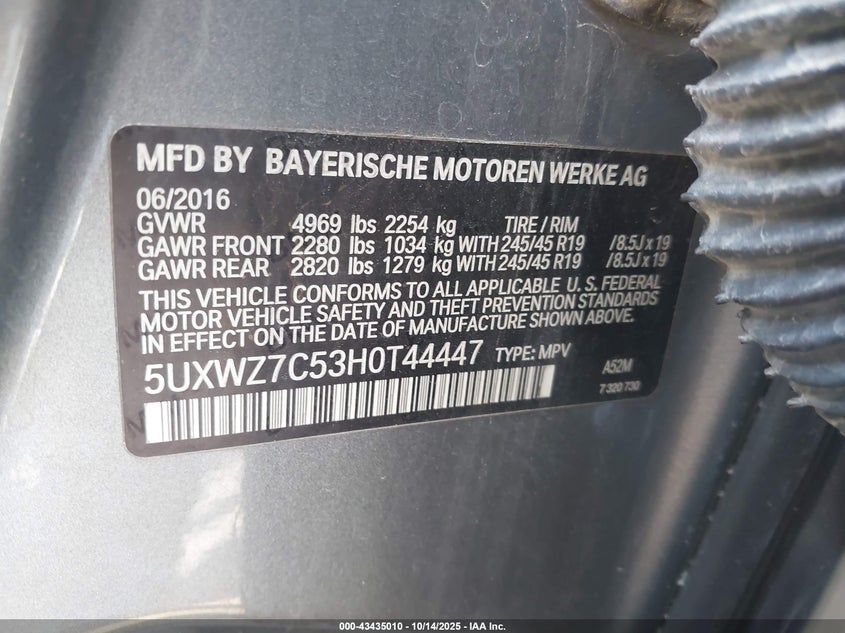 MFD BY BAYERISCHE MOTOREN WERKE AG
06/2016
GVWR 4969 lbs 2254 kg TIRE / RIM
GAWR FRONT 2280 lbs 1034 kg WITH 245/45 R19 /8.5J x 19
GAWR REAR 2820 lbs 1279 kg WITH 245/45 R19 /8.5J x 19
THIS VEHICLE CONFORMS TO ALL APPLICABLE U. S. FEDERAL
MOTOR VEHICLE SAFETY AND THEFT PREVENTION STANDARDS
IN EFFECT ON THE DATE OF MANUFACTURE SHOWN ABOVE.
5UXWZ7C53H0T44447 TYPE: MPV A52M
7 320 730
000-43435010 - 10/14/2025 - IAA Inc.